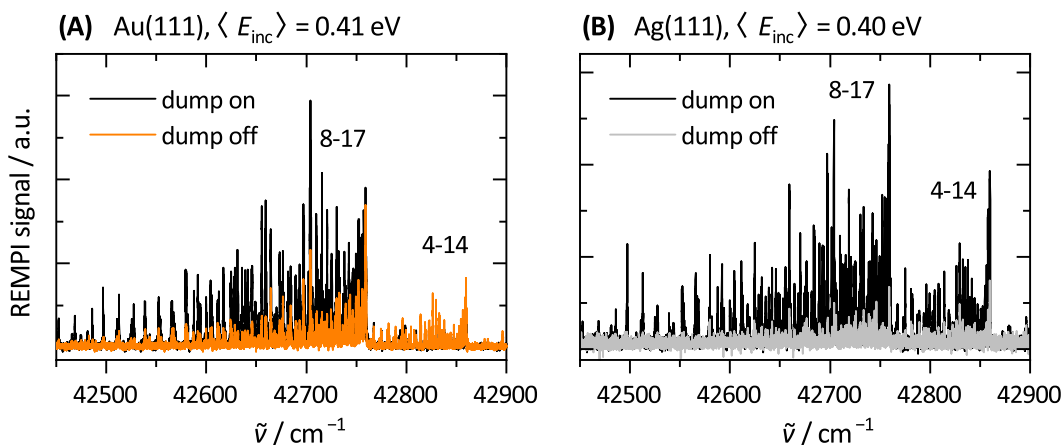 (A) Au(111), ⟨ E_inc ⟩ = 0.41 eV
dump on
dump off
8-17
4-14
REMPI signal / a.u.
42500 42600 42700 42800 42900
ν̃ / cm⁻¹
(B) Ag(111), ⟨ E_inc ⟩ = 0.40 eV
dump on
dump off
8-17
4-14
42500 42600 42700 42800 42900
ν̃ / cm⁻¹